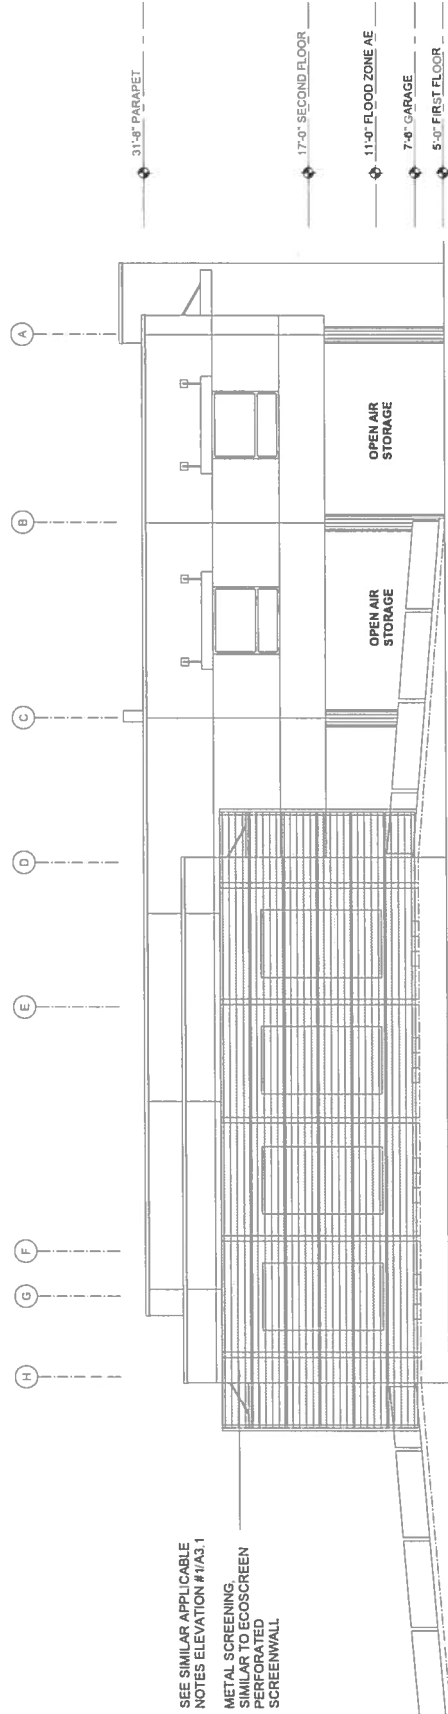 H
G
F
E
D
C
B
A
31'-8" PARAPET
17'-0" SECOND FLOOR
11'-0" FLOOD ZONE AE
7'-6" GARAGE
5'-0" FIRST FLOOR
OPEN AIR
STORAGE
OPEN AIR
STORAGE
SEE SIMILAR APPLICABLE
NOTES ELEVATION #1/A3.1
METAL SCREENING,
SIMILAR TO ECOSCREEN
PERFORATED
SCREENWALL